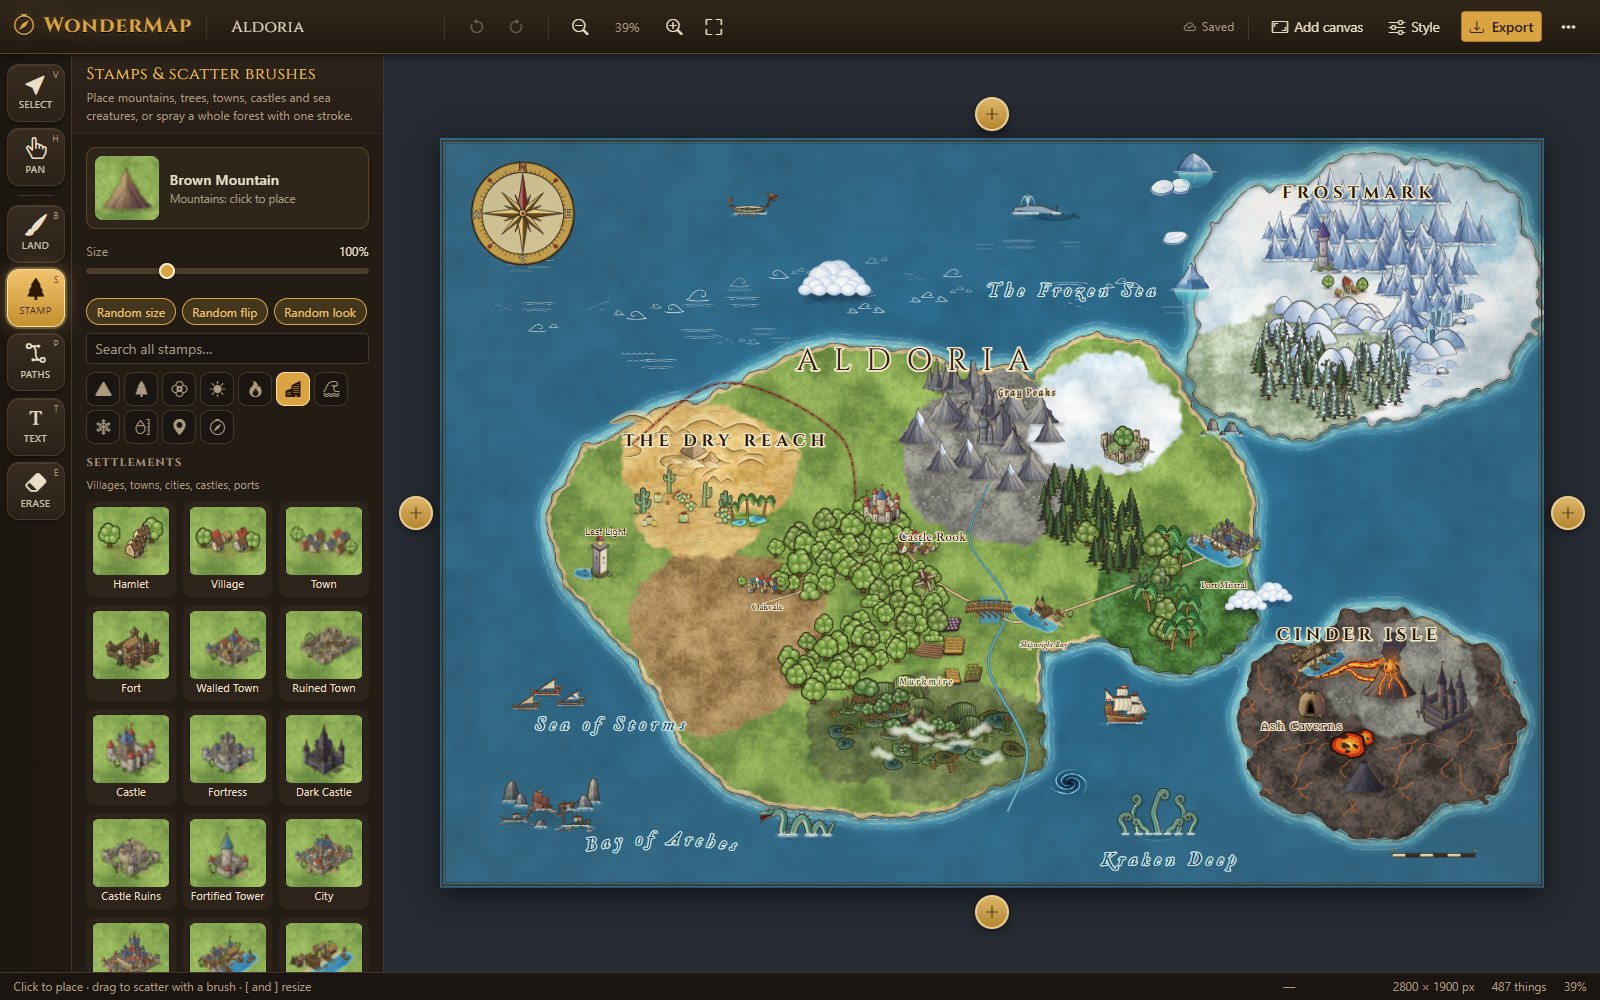 WonderMap
Aldoria
39%
Saved
Add canvas
Style
Export
V
SELECT
H
PAN
B
LAND
S
STAMP
P
PATHS
T
TEXT
E
ERASE
Stamps & scatter brushes
Place mountains, trees, towns, castles and sea
creatures, or spray a whole forest with one stroke.
Brown Mountain
Mountains: click to place
Size
100%
Random size
Random flip
Random look
Search all stamps...
SETTLEMENTS
Villages, towns, cities, castles, ports
Hamlet
Village
Town
Fort
Walled Town
Ruined Town
Castle
Fortress
Dark Castle
Castle Ruins
Fortified Tower
City
N
E
S
W
FROSTMARK
The Frozen Sea
ALDORIA
Gray Peaks
THE DRY REACH
Last Light
Castle Rook
Oakvale
Port Mistral
Shipwright Bay
CINDER ISLE
Murkmire
Ash Caverns
Sea of Storms
Bay of Arches
Kraken Deep
Click to place · drag to scatter with a brush · [ and ] resize
—
2800 × 1900 px
487 things
39%